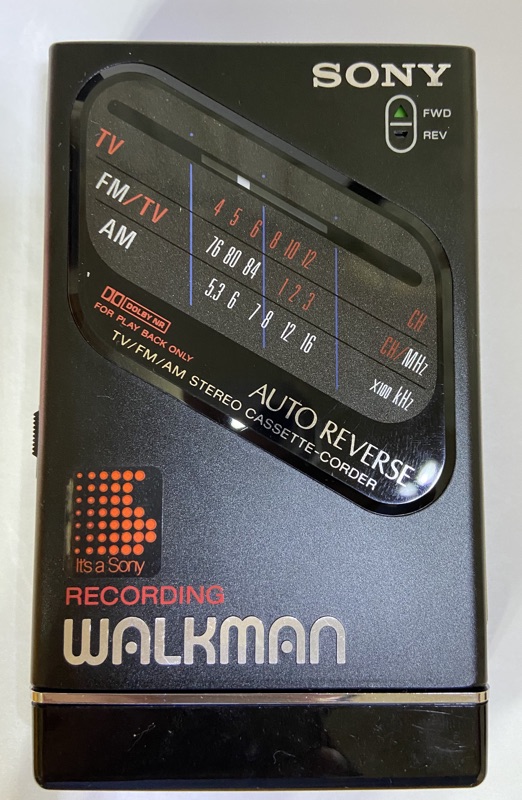 SONY
FWD
REV
TV
4 5 6 8 10 12
CH
FM/TV
76 80 84 1 2 3
CH/MHz
AM
5.3 6 7 8 12 16
X100 kHz
DOLBY NR
FOR PLAY BACK ONLY
TV/FM/AM STEREO CASSETTE-CORDER
AUTO REVERSE
It's a Sony
RECORDING
WALKMAN